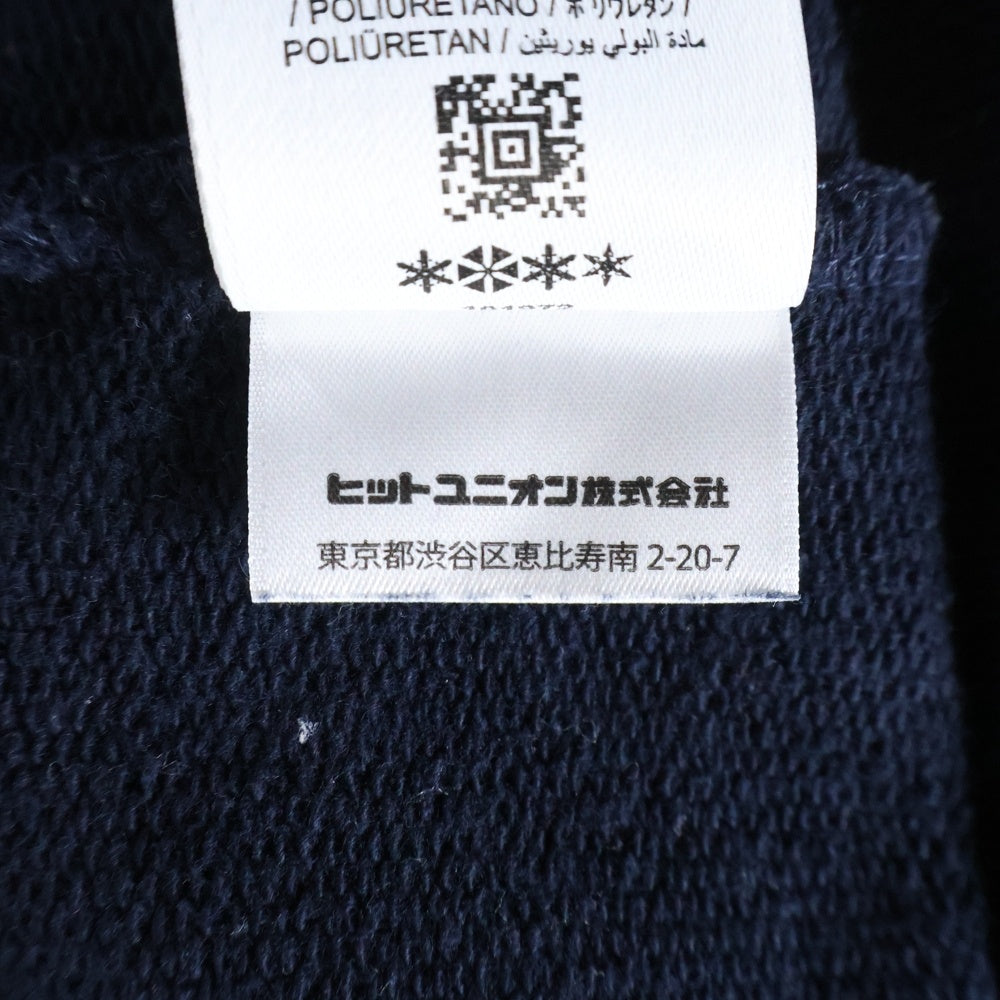 / POLIURETANO / ポリウレタン /
POLIÜRETAN / مادة البولي يوريثين
ヒットユニオン株式会社
東京都渋谷区恵比寿南 2-20-7